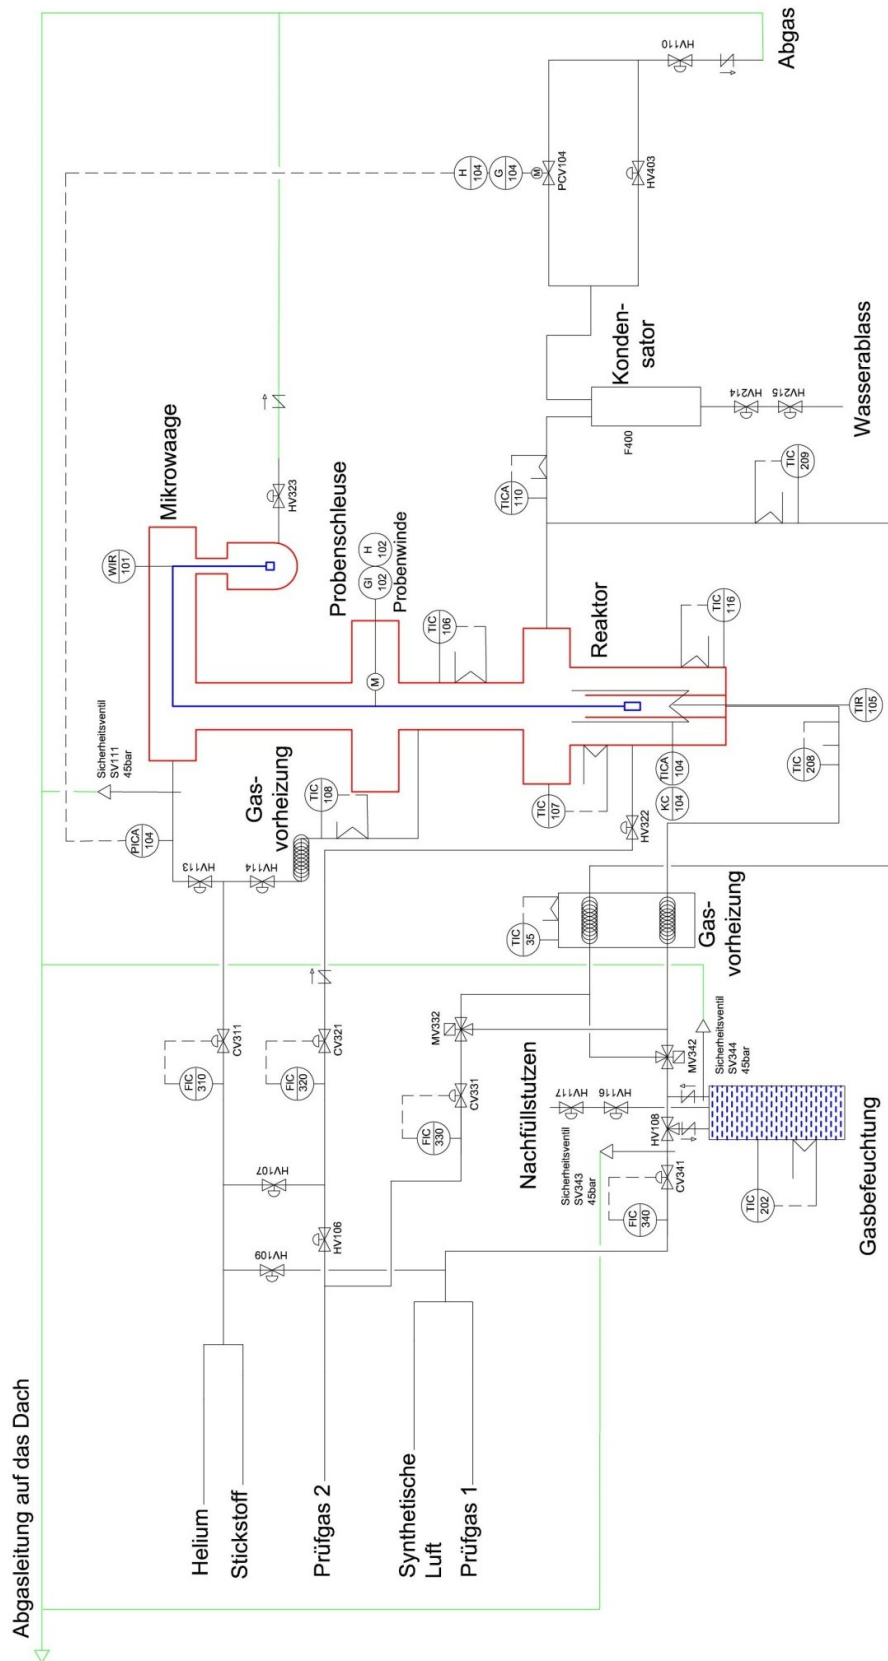 Abgasleitung auf das Dach
Helium
Stickstoff
Prüfgas 2
Synthetische
Luft
Prüfgas 1
HV109
HV106
HV107
FIC
310
CV311
FIC
320
CV321
FIC
330
CV331
MV332
FIC
340
CV341
Sicherheitsventil
SV343
45bar
HV108
Nachfüllstutzen
HV117
HV116
MV342
Sicherheitsventil
SV344
45bar
TIC
202
Gasbefeuchtung
TIC
35
Gas-
vorheizung
PICA
104
Sicherheitsventil
SV111
45bar
HV113
HV114
Gas-
vorheizung
TIC
108
WIR
101
Mikrowaage
HV323
Probenschleuse
GI
102
H
102
Probenwinde
M
TIC
106
TIC
107
Reaktor
HV322
KC
104
TICA
104
TIC
116
TIR
105
TIC
208
TICA
110
TIC
209
F400
Konden-
sator
HV214
HV215
Wasserablass
H
104
G
104
M
PCV104
HV403
HV110
Abgas